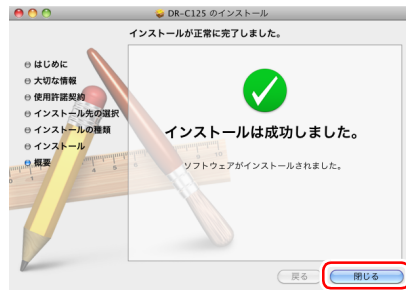 DR-C125 のインストール
インストールが正常に完了しました。
はじめに
大切な情報
使用許諾契約
インストール先の選択
インストールの種類
インストール
概要
インストールは成功しました。
ソフトウェアがインストールされました。
戻る
閉じる